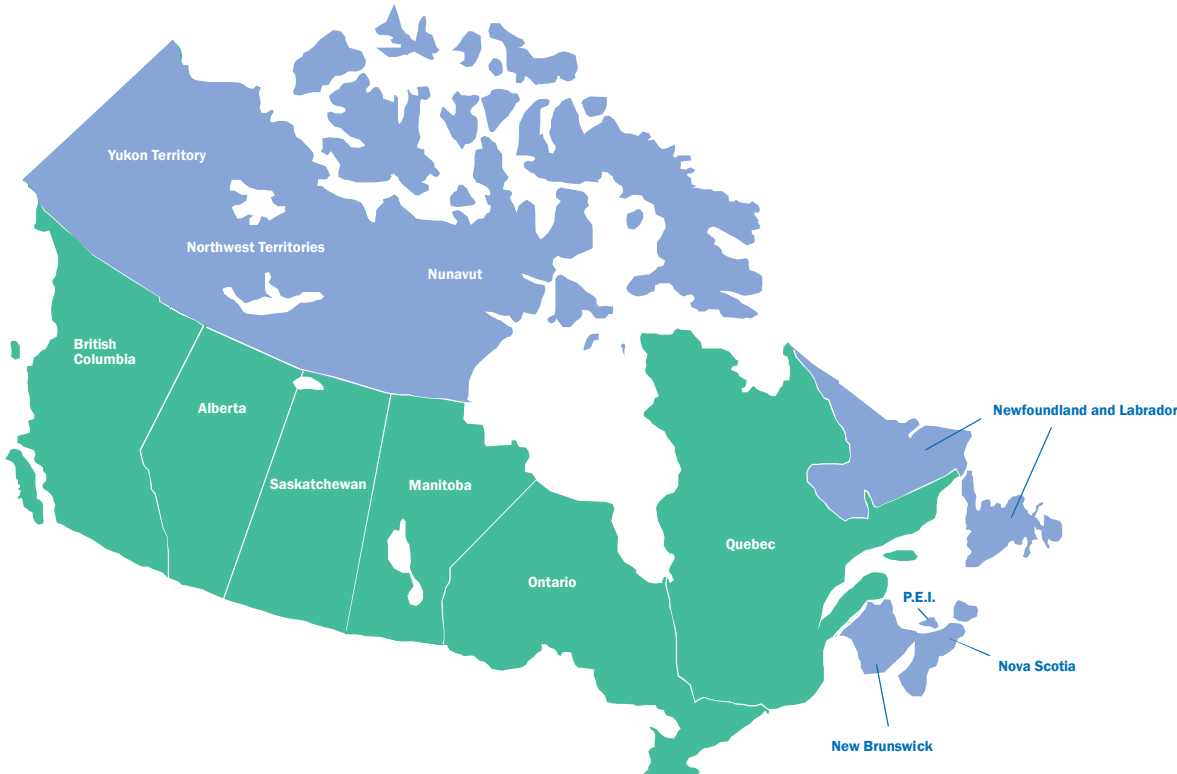 Yukon Territory
Northwest Territories
Nunavut
British
Columbia
Alberta
Newfoundland and Labrador
Saskatchewan
Manitoba
Quebec
Ontario
P.E.I.
Nova Scotia
New Brunswick